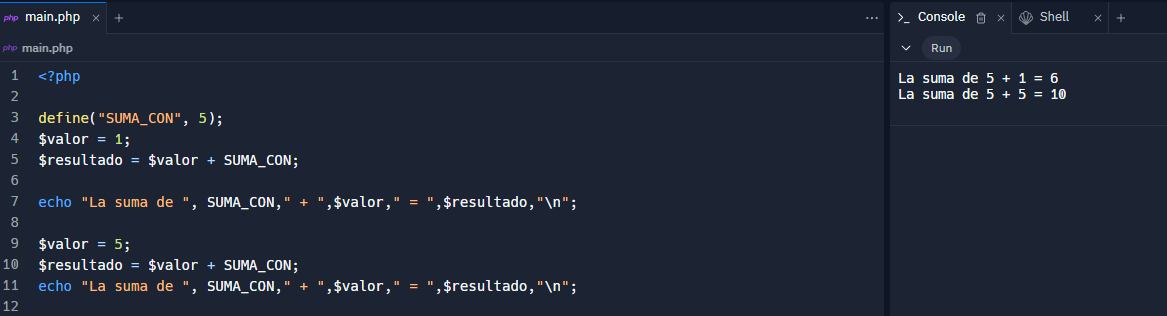 php main.php × +
php main.php
1 <?php
2
3 define("SUMA_CON", 5);
4 $valor = 1;
5 $resultado = $valor + SUMA_CON;
6
7 echo "La suma de ", SUMA_CON," + ",$valor," = ",$resultado,"\n";
8
9 $valor = 5;
10 $resultado = $valor + SUMA_CON;
11 echo "La suma de ", SUMA_CON," + ",$valor," = ",$resultado,"\n";
12
Console × Shell × +
Run
La suma de 5 + 1 = 6
La suma de 5 + 5 = 10